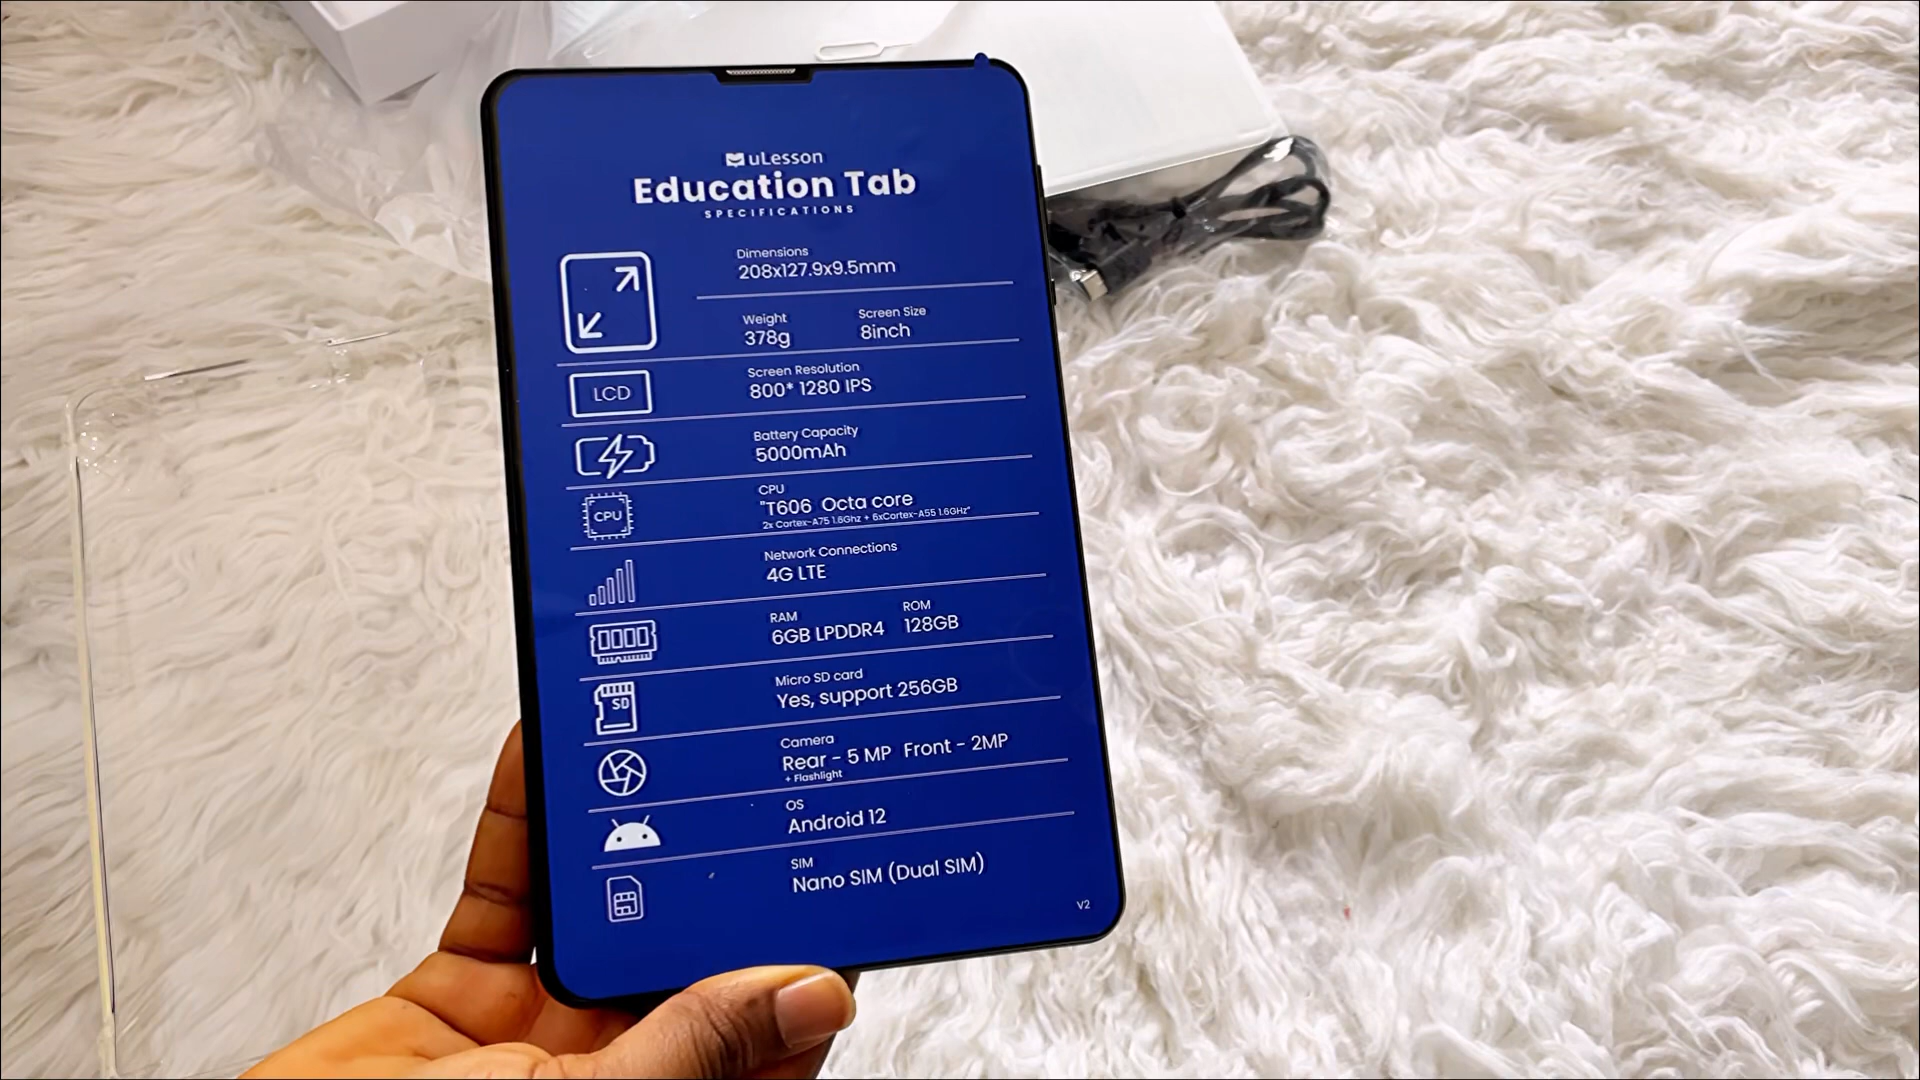 uLesson
Education Tab
SPECIFICATIONS
Dimensions
208x127.9x9.5mm
Weight
378g
Screen Size
8inch
LCD
Screen Resolution
800* 1280 IPS
Battery Capacity
5000mAh
CPU
CPU
"T606 Octa core
2x Cortex-A75 1.6Ghz + 6xCortex-A55 1.6GHz"
Network Connections
4G LTE
RAM
6GB LPDDR4
ROM
128GB
SD
Micro SD card
Yes, support 256GB
Camera
Rear - 5 MP Front - 2MP
+ Flashlight
OS
Android 12
SIM
Nano SIM (Dual SIM)
V2